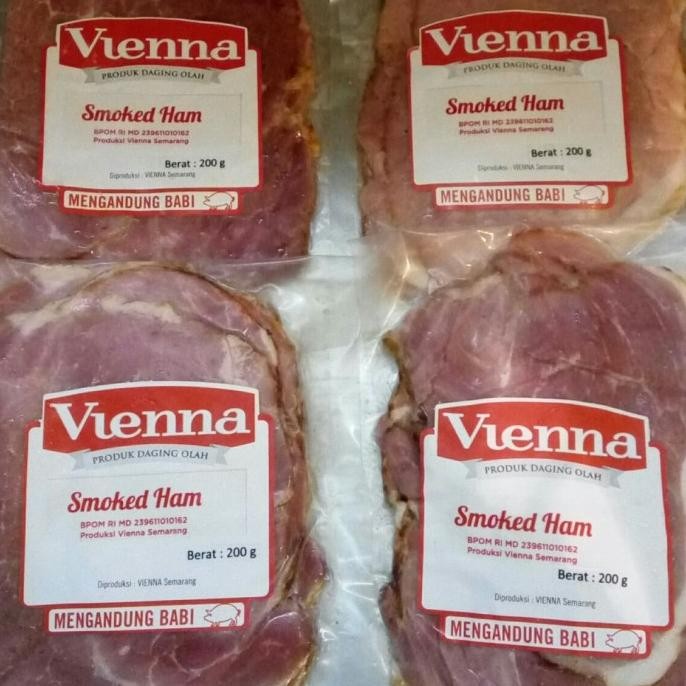 Vienna
PRODUK DAGING OLAH
Smoked Ham
BPOM RI MD 239611010162
Produksi Vienna Semarang
Berat : 200 g
Diproduksi : VIENNA Semarang
MENGANDUNG BABI
Vienna
PRODUK DAGING OLAH
Smoked Ham
BPOM RI MD 239611010162
Produksi Vienna Semarang
Berat : 200 g
Diproduksi : VIENNA Semarang
MENGANDUNG BABI
Vienna
PRODUK DAGING OLAH
Smoked Ham
BPOM RI MD 239611010162
Produksi Vienna Semarang
Berat : 200 g
Diproduksi : VIENNA Semarang
MENGANDUNG BABI
Vienna
PRODUK DAGING OLAH
Smoked Ham
BPOM RI MD 239611010162
Produksi Vienna Semarang
Berat : 200 g
Diproduksi : VIENNA Semarang
MENGANDUNG BABI